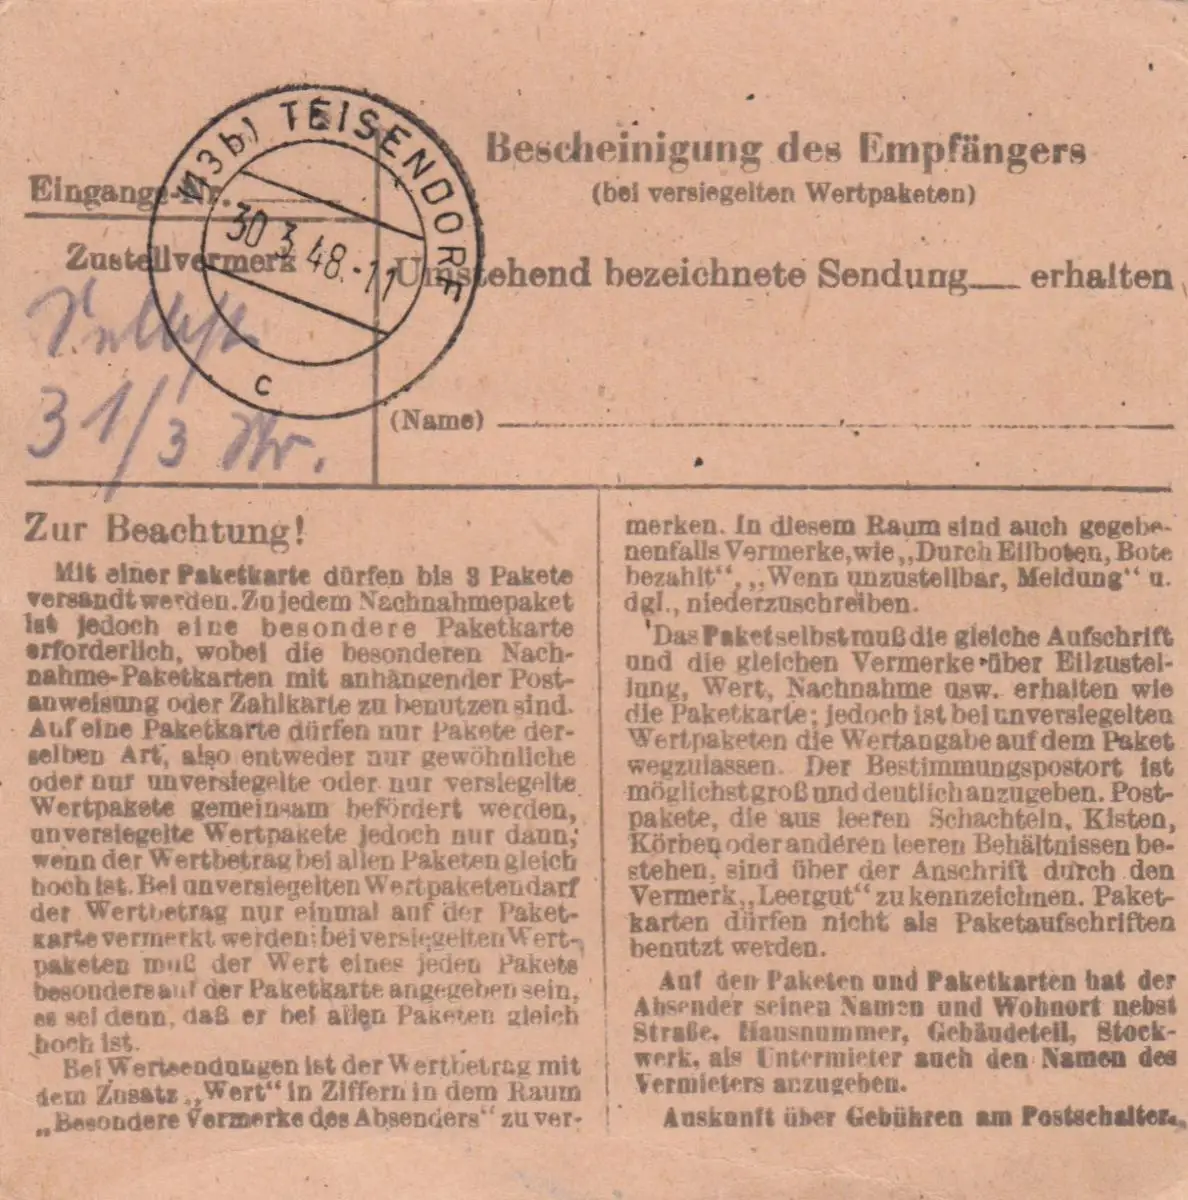 (13b) TEISENDORF
30.3.48.-11
c
Eingangs-Nr.
Zustellvermerk
31/3
Bescheinigung des Empfängers
(bei versiegelten Wertpaketen)
Umstehend bezeichnete Sendung___ erhalten
(Name)
Zur Beachtung!
Mit einer Paketkarte dürfen bis 3 Pakete
versandt werden. Zu jedem Nachnahmepaket
ist jedoch eine besondere Paketkarte
erforderlich, wobei die besonderen Nach-
nahme-Paketkarten mit anhängender Post-
anweisung oder Zahlkarte zu benutzen sind.
Auf eine Paketkarte dürfen nur Pakete der-
selben Art, also entweder nur gewöhnliche
oder nur unversiegelte oder nur versiegelte
Wertpakete gemeinsam befördert werden,
unversiegelte Wertpakete jedoch nur dann,
wenn der Wertbetrag bei allen Paketen gleich
hoch ist. Bei unversiegelten Wertpaketen darf
der Wertbetrag nur einmal auf der Paket-
karte vermerkt werden; bei versiegelten Wert-
paketen muß der Wert eines jeden Pakets
besonders auf der Paketkarte angegeben sein,
es sei denn, daß er bei allen Paketen gleich
hoch ist.
Bei Wertsendungen ist der Wertbetrag mit
dem Zusatz „Wert“ in Ziffern in dem Raum
„Besondere Vermerke des Absenders“ zu ver-
merken. In diesem Raum sind auch gegebe-
nenfalls Vermerke, wie „Durch Eilboten, Bote
bezahlt“, „Wenn unzustellbar, Meldung“ u.
dgl., niederzuschreiben.
Das Paket selbst muß die gleiche Aufschrift
und die gleichen Vermerke über Eilzustel-
lung, Wert, Nachnahme usw. erhalten wie
die Paketkarte; jedoch ist bei unversiegelten
Wertpaketen die Wertangabe auf dem Paket
wegzulassen. Der Bestimmungspostort ist
möglichst groß und deutlich anzugeben. Post-
pakete, die aus leeren Schachteln, Kisten,
Körben oder anderen leeren Behältnissen be-
stehen, sind über der Anschrift durch den
Vermerk „Leergut“ zu kennzeichnen. Paket-
karten dürfen nicht als Paketaufschriften
benutzt werden.
Auf den Paketen und Paketkarten hat der
Absender seinen Namen und Wohnort nebst
Straße, Hausnummer, Gebäudeteil, Stock-
werk, als Untermieter auch den Namen des
Vermieters anzugeben.
Auskunft über Gebühren am Postschalter.